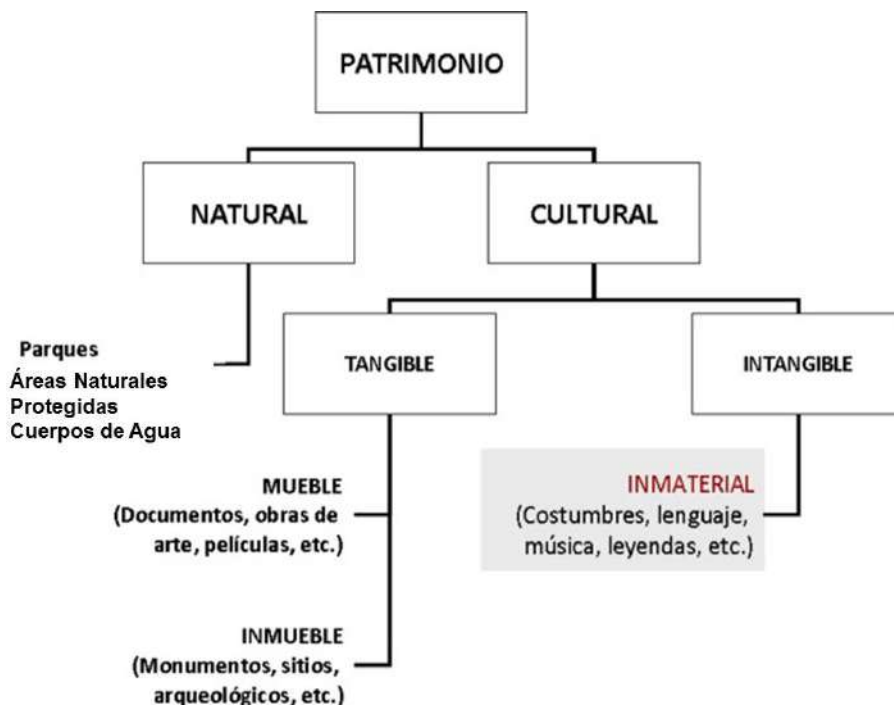 PATRIMONIO
NATURAL
CULTURAL
Parques
Áreas Naturales
Protegidas
Cuerpos de Agua
TANGIBLE
INTANGIBLE
MUEBLE
(Documentos, obras de
arte, películas, etc.)
INMATERIAL
(Costumbres, lenguaje,
música, leyendas, etc.)
INMUEBLE
(Monumentos, sitios,
arqueológicos, etc.)